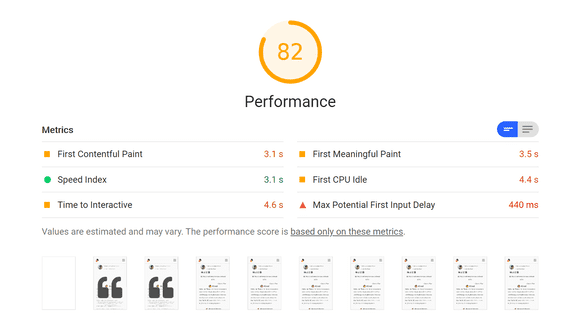 82
Performance
Metrics
First Contentful Paint 3.1 s
First Meaningful Paint 3.5 s
Speed Index 3.1 s
First CPU Idle 4.4 s
Time to Interactive 4.6 s
Max Potential First Input Delay 440 ms
Values are estimated and may vary. The performance score is based only on these metrics.